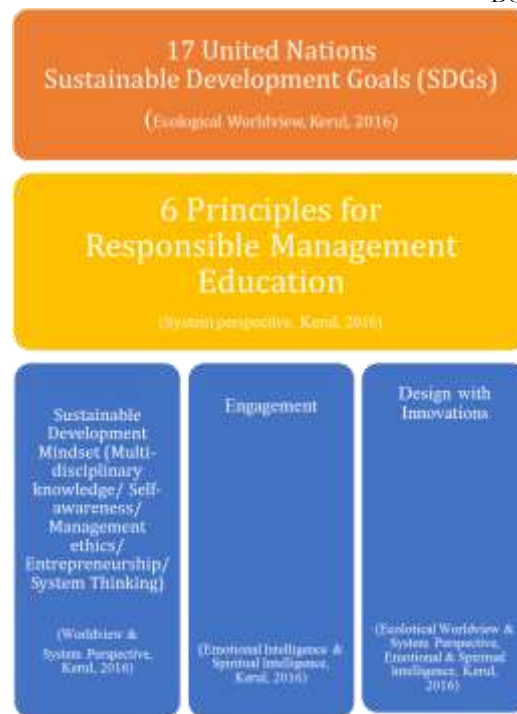 17 United Nations
Sustainable Development Goals (SDGs)
(Ecological Worldview, Kerul, 2016)
6 Principles for
Responsible Management
Education
(System perspective, Kerul, 2016)
Sustainable
Development
Mindset (Multi-
disciplinary
knowledge/ Self-
awareness/
Management
ethics/
Entrepreneurship/
System Thinking)
(Worldview &
System Perspective,
Kerul, 2016)
Engagement
(Emotional Intelligence &
Spiritual Intelligence,
Kerul, 2016)
Design with
Innovations
(Ecolotical Worldview &
System Perspective,
Emotional & Spiritual
Intelligence, Kerul,
2016)